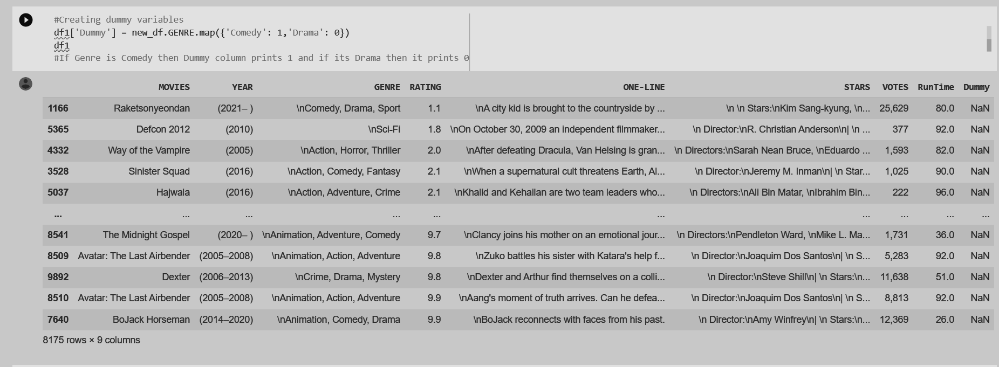 #Creating dummy variables
df1['Dummy'] = new_df.GENRE.map({'Comedy': 1,'Drama': 0})
df1
#If Genre is Comedy then Dummy column prints 1 and if its Drama then it prints 0
MOVIES YEAR GENRE RATING ONE-LINE STARS VOTES RunTime Dummy
1166 Raketsonyeondan (2021– ) \nComedy, Drama, Sport 1.1 \nA city kid is brought to the countryside by ... \n \n Stars:\nKim Sang-kyung, \n... 25,629 80.0 NaN
5365 Defcon 2012 (2010) \nSci-Fi 1.8 \nOn October 30, 2009 an independent filmmaker... \n Director:\nR. Christian Anderson\n| \n ... 377 92.0 NaN
4332 Way of the Vampire (2005) \nAction, Horror, Thriller 2.0 \nAfter defeating Dracula, Van Helsing is gran... \n Directors:\nSarah Nean Bruce, \nEduardo ... 1,593 82.0 NaN
3528 Sinister Squad (2016) \nAction, Comedy, Fantasy 2.1 \nWhen a supernatural cult threatens Earth, Al... \n Director:\nJeremy M. Inman\n| \n Star... 1,025 90.0 NaN
5037 Hajwala (2016) \nAction, Adventure, Crime 2.1 \nKhalid and Kehailan are two team leaders who... \n Directors:\nAli Bin Matar, \nIbrahim Bin... 222 96.0 NaN
... ... ... ... ... ... ... ... ... ...
8541 The Midnight Gospel (2020– ) \nAnimation, Adventure, Comedy 9.7 \nClancy joins his mother on an emotional jour... \n Directors:\nPendleton Ward, \nMike L. Ma... 1,731 36.0 NaN
8509 Avatar: The Last Airbender (2005–2008) \nAnimation, Action, Adventure 9.8 \nZuko battles his sister with Katara's help f... \n Director:\nJoaquim Dos Santos\n| \n S... 5,283 92.0 NaN
9892 Dexter (2006–2013) \nCrime, Drama, Mystery 9.8 \nDexter and Arthur find themselves on a colli... \n Director:\nSteve Shill\n| \n Stars:\n... 11,638 51.0 NaN
8510 Avatar: The Last Airbender (2005–2008) \nAnimation, Action, Adventure 9.9 \nAang's moment of truth arrives. Can he defea... \n Director:\nJoaquim Dos Santos\n| \n S... 8,813 92.0 NaN
7640 BoJack Horseman (2014–2020) \nAnimation, Comedy, Drama 9.9 \nBoJack reconnects with faces from his past. \n Director:\nAmy Winfrey\n| \n Stars:\n... 12,369 26.0 NaN
8175 rows × 9 columns